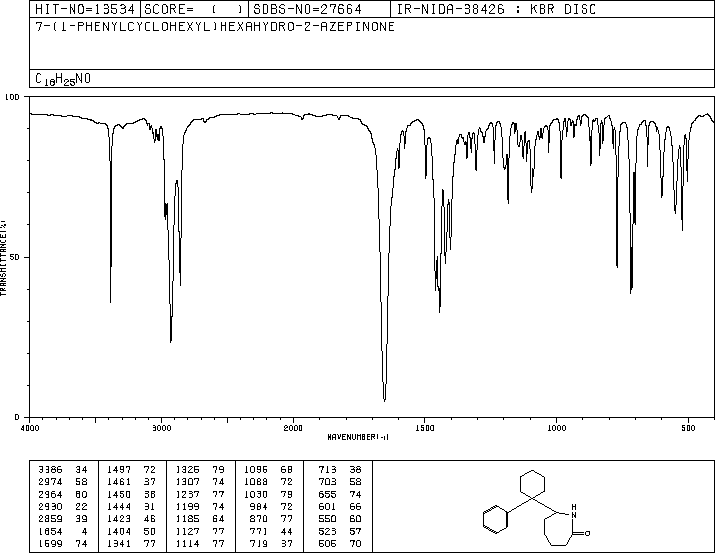 HIT-NO=13534 SCORE= ( ) SDBS-NO=27664 IR-NIDA-38426 : KBR DISC
7-(1-PHENYLCYCLOHEXYL)HEXAHYDRO-2-AZEPINONE
C18H25NO
100
50
0
TRANSMITTANCE(%)
4000 3000 2000 1500 1000 500
WAVENUMBER(-1)
3386 34 1497 72 1326 79 1096 68 713 38
2974 58 1461 37 1307 74 1088 72 703 58
2964 60 1450 36 1237 77 1030 79 655 74
2930 22 1444 31 1199 74 984 72 601 66
2859 39 1423 46 1185 64 870 77 550 60
1654 4 1404 50 1127 77 771 44 523 57
1599 74 1341 77 1114 77 719 37 506 70
H
N
O